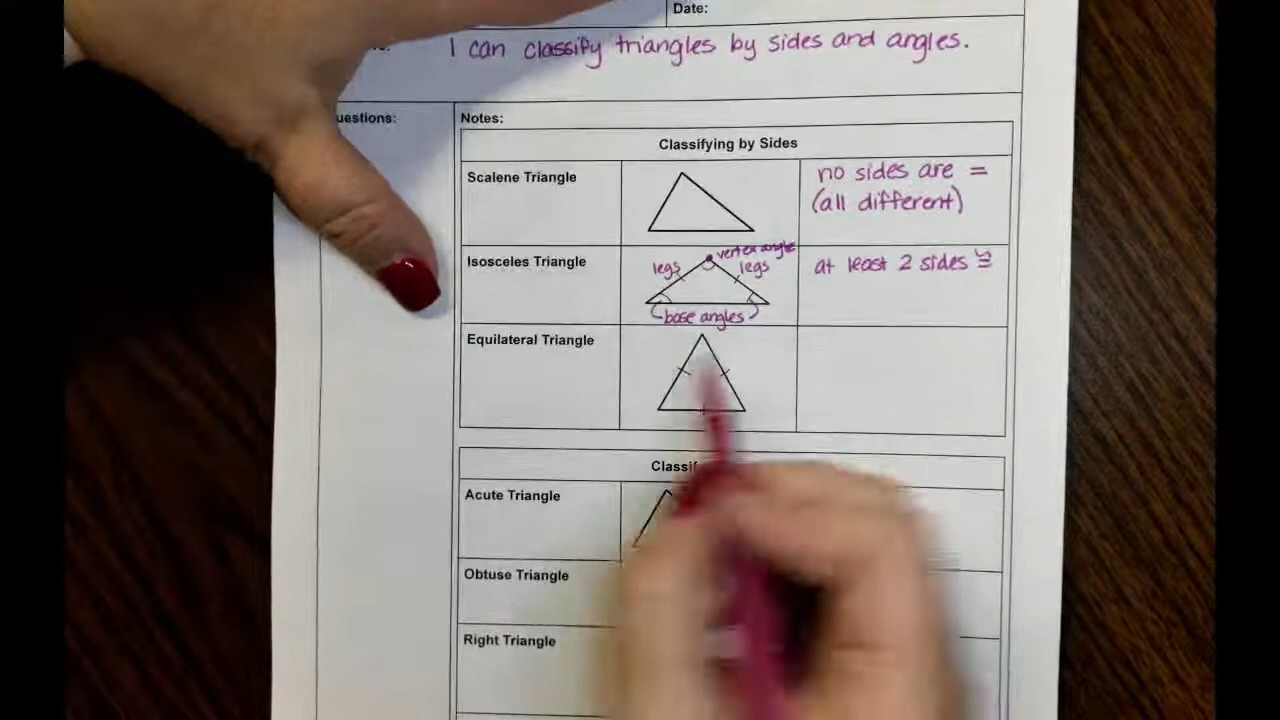 Date:
I can classify triangles by sides and angles.
uestions:
Notes:
Classifying by Sides
Scalene Triangle
no sides are =
(all different)
Isosceles Triangle
vertex angle
legs
legs
base angles
at least 2 sides ≅
Equilateral Triangle
Classif
Acute Triangle
Obtuse Triangle
Right Triangle